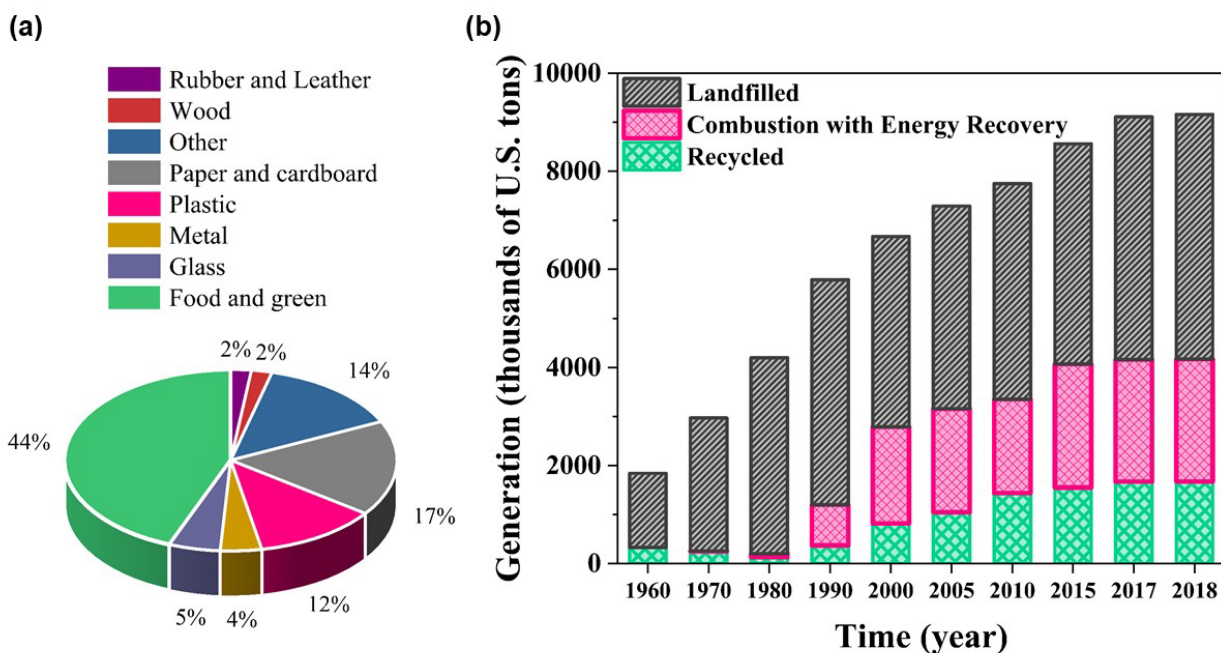 (a)
Rubber and Leather
Wood
Other
Paper and cardboard
Plastic
Metal
Glass
Food and green
2%
2%
14%
44%
17%
5%
4%
12%
(b)
Generation (thousands of U.S. tons)
10000
8000
6000
4000
2000
0
Landfilled
Combustion with Energy Recovery
Recycled
1960 1970 1980 1990 2000 2005 2010 2015 2017 2018
Time (year)